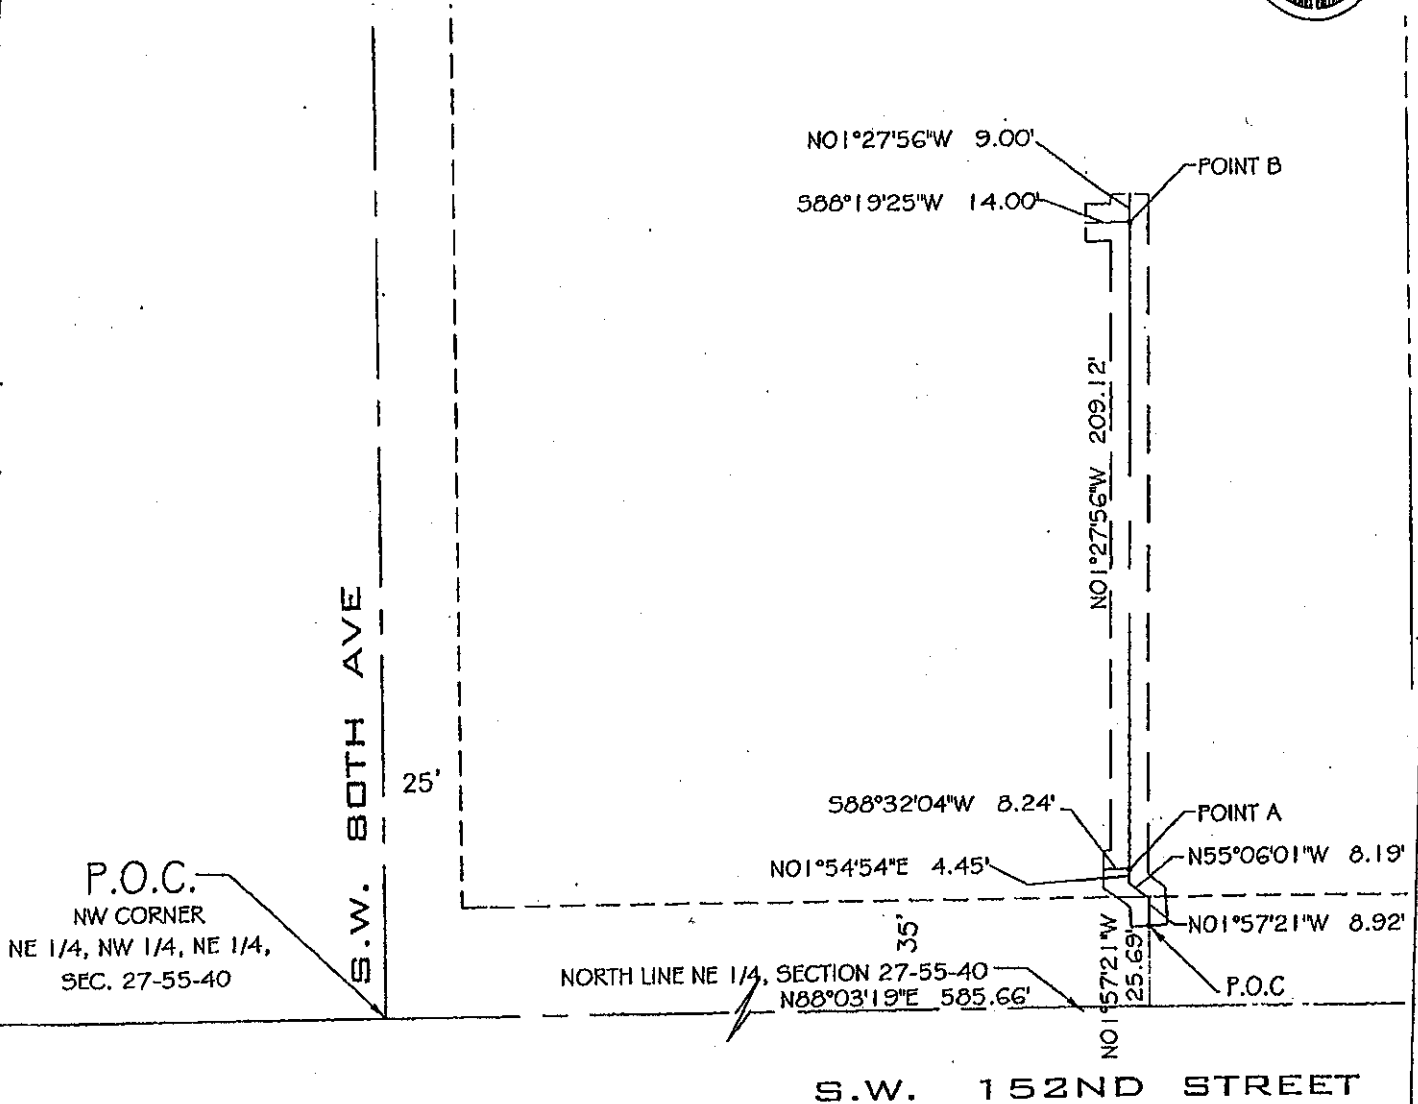 N01°27'56"W 9.00'
POINT B
S88°19'25"W 14.00'
N01°27'56"W 209.12'
S.W. 80TH AVE
25'
S88°32'04"W 8.24'
POINT A
N55°06'01"W 8.19'
N01°54'54"E 4.45'
P.O.C.
NW CORNER
NE 1/4, NW 1/4, NE 1/4,
SEC. 27-55-40
35'
N01°57'21"W 8.92'
N01°57'21"W
25.69'
NORTH LINE NE 1/4, SECTION 27-55-40
N88°03'19"E 585.66'
P.O.C
S.W. 152ND STREET